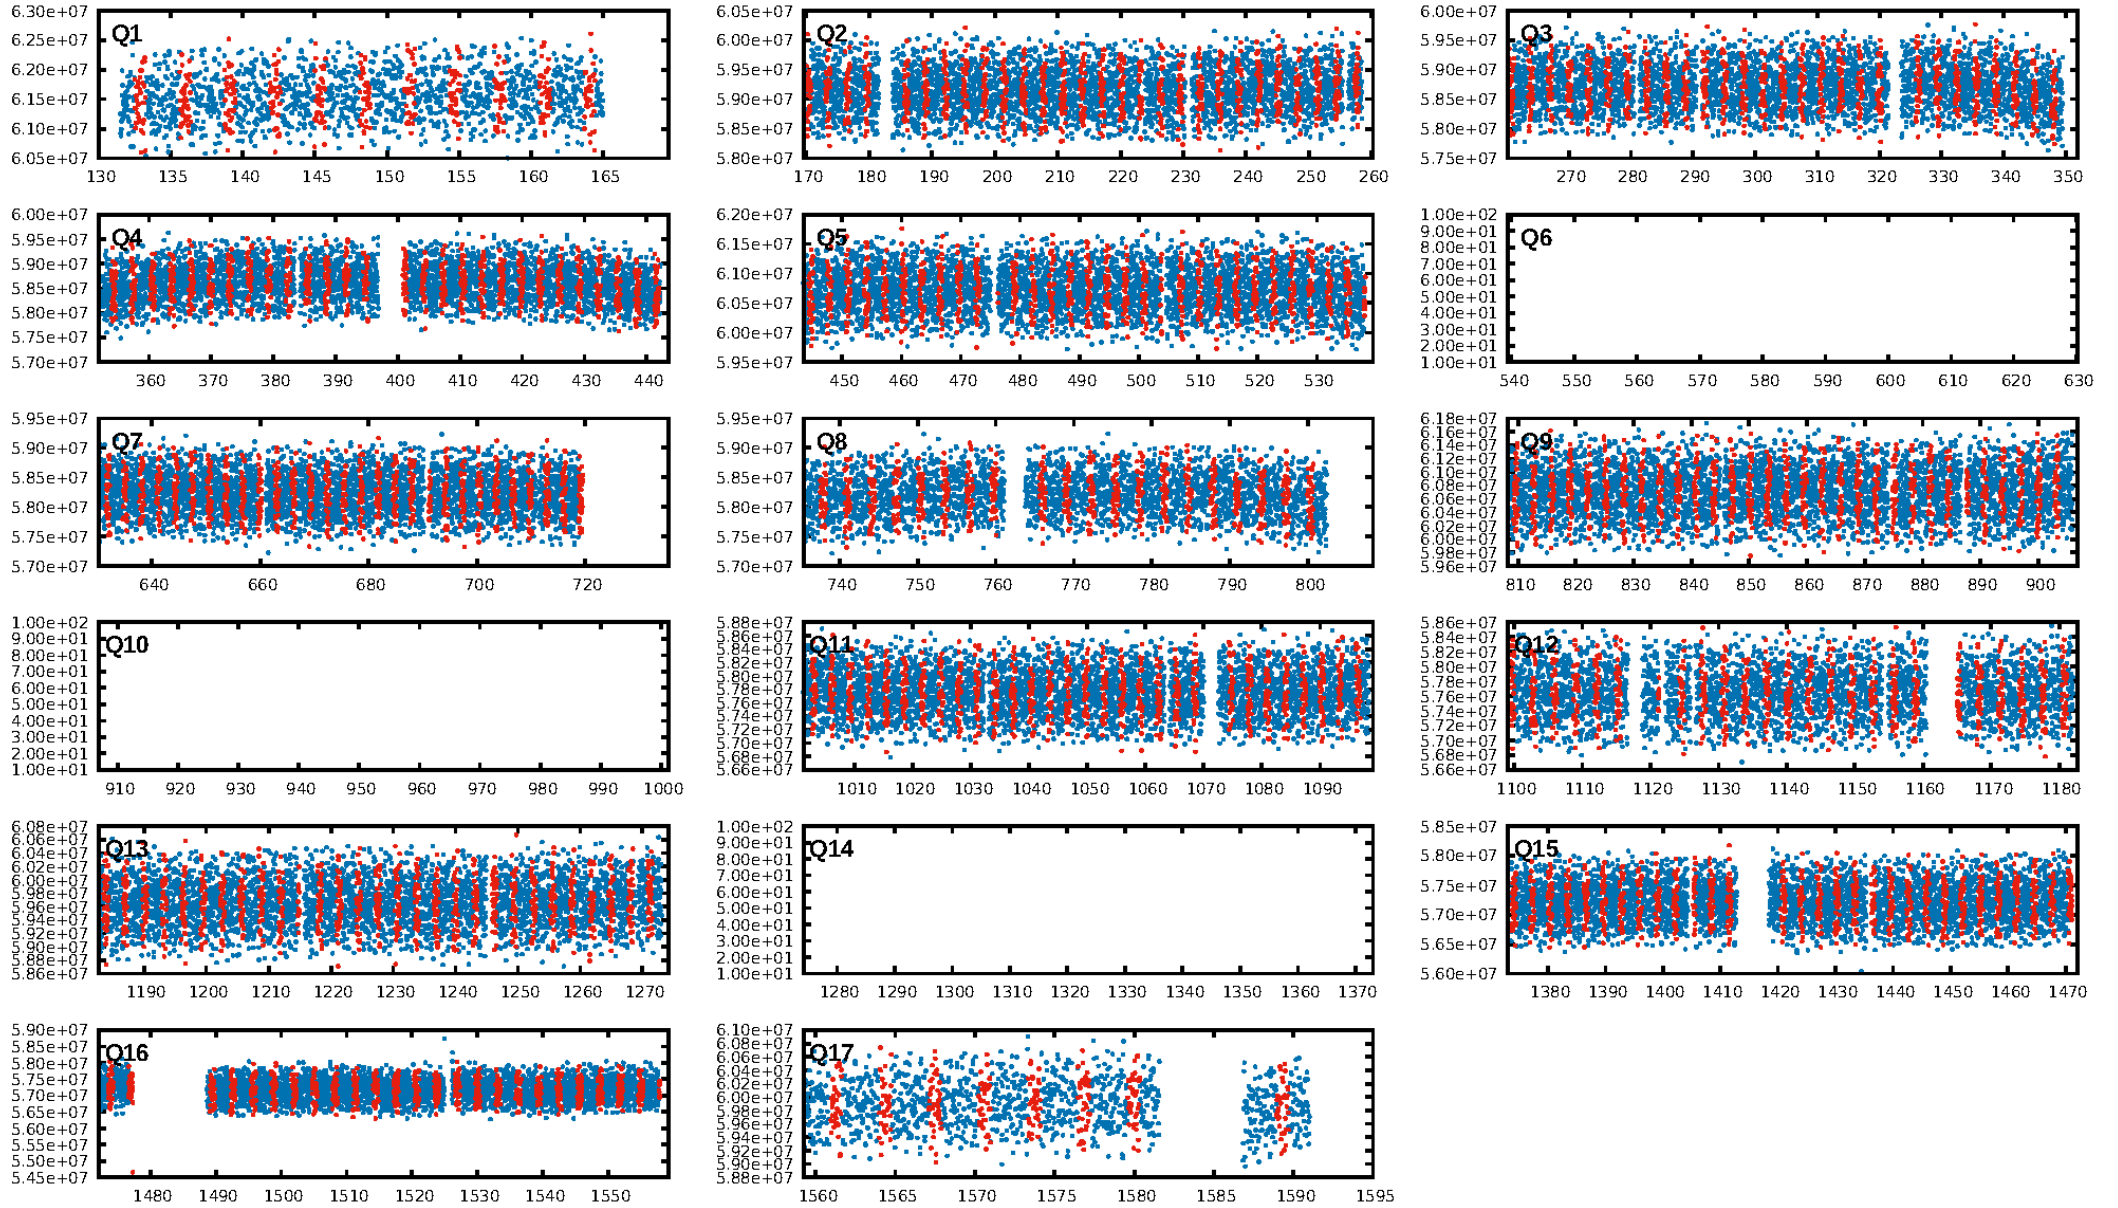 6.30e+07
6.25e+07
6.20e+07
6.15e+07
6.10e+07
6.05e+07
Q1
130 135 140 145 150 155 160 165
6.05e+07
6.00e+07
5.95e+07
5.90e+07
5.85e+07
5.80e+07
Q2
170 180 190 200 210 220 230 240 250 260
6.00e+07
5.95e+07
5.90e+07
5.85e+07
5.80e+07
5.75e+07
Q3
270 280 290 300 310 320 330 340 350
6.00e+07
5.95e+07
5.90e+07
5.85e+07
5.80e+07
5.75e+07
5.70e+07
Q4
360 370 380 390 400 410 420 430 440
6.20e+07
6.15e+07
6.10e+07
6.05e+07
6.00e+07
5.95e+07
Q5
450 460 470 480 490 500 510 520 530
1.00e+02
9.00e+01
8.00e+01
7.00e+01
6.00e+01
5.00e+01
4.00e+01
3.00e+01
2.00e+01
1.00e+01
Q6
540 550 560 570 580 590 600 610 620 630
5.95e+07
5.90e+07
5.85e+07
5.80e+07
5.75e+07
5.70e+07
Q7
640 660 680 700 720
5.95e+07
5.90e+07
5.85e+07
5.80e+07
5.75e+07
5.70e+07
Q8
740 750 760 770 780 790 800
6.18e+07
6.16e+07
6.14e+07
6.12e+07
6.10e+07
6.08e+07
6.06e+07
6.04e+07
6.02e+07
6.00e+07
5.98e+07
5.96e+07
Q9
810 820 830 840 850 860 870 880 890 900
1.00e+02
9.00e+01
8.00e+01
7.00e+01
6.00e+01
5.00e+01
4.00e+01
3.00e+01
2.00e+01
1.00e+01
Q10
910 920 930 940 950 960 970 980 990 1000
5.88e+07
5.86e+07
5.84e+07
5.82e+07
5.80e+07
5.78e+07
5.76e+07
5.74e+07
5.72e+07
5.70e+07
5.68e+07
5.66e+07
Q11
1010 1020 1030 1040 1050 1060 1070 1080 1090
5.86e+07
5.84e+07
5.82e+07
5.80e+07
5.78e+07
5.76e+07
5.74e+07
5.72e+07
5.70e+07
5.68e+07
5.66e+07
Q12
1100 1110 1120 1130 1140 1150 1160 1170 1180
6.08e+07
6.06e+07
6.04e+07
6.02e+07
6.00e+07
5.98e+07
5.96e+07
5.94e+07
5.92e+07
5.90e+07
5.88e+07
5.86e+07
Q13
1190 1200 1210 1220 1230 1240 1250 1260 1270
1.00e+02
9.00e+01
8.00e+01
7.00e+01
6.00e+01
5.00e+01
4.00e+01
3.00e+01
2.00e+01
1.00e+01
Q14
1280 1290 1300 1310 1320 1330 1340 1350 1360 1370
5.85e+07
5.80e+07
5.75e+07
5.70e+07
5.65e+07
5.60e+07
Q15
1380 1390 1400 1410 1420 1430 1440 1450 1460 1470
5.90e+07
5.85e+07
5.80e+07
5.75e+07
5.70e+07
5.65e+07
5.60e+07
5.55e+07
5.50e+07
5.45e+07
Q16
1480 1490 1500 1510 1520 1530 1540 1550
6.10e+07
6.08e+07
6.06e+07
6.04e+07
6.02e+07
6.00e+07
5.98e+07
5.96e+07
5.94e+07
5.92e+07
5.90e+07
5.88e+07
Q17
1560 1565 1570 1575 1580 1585 1590 1595